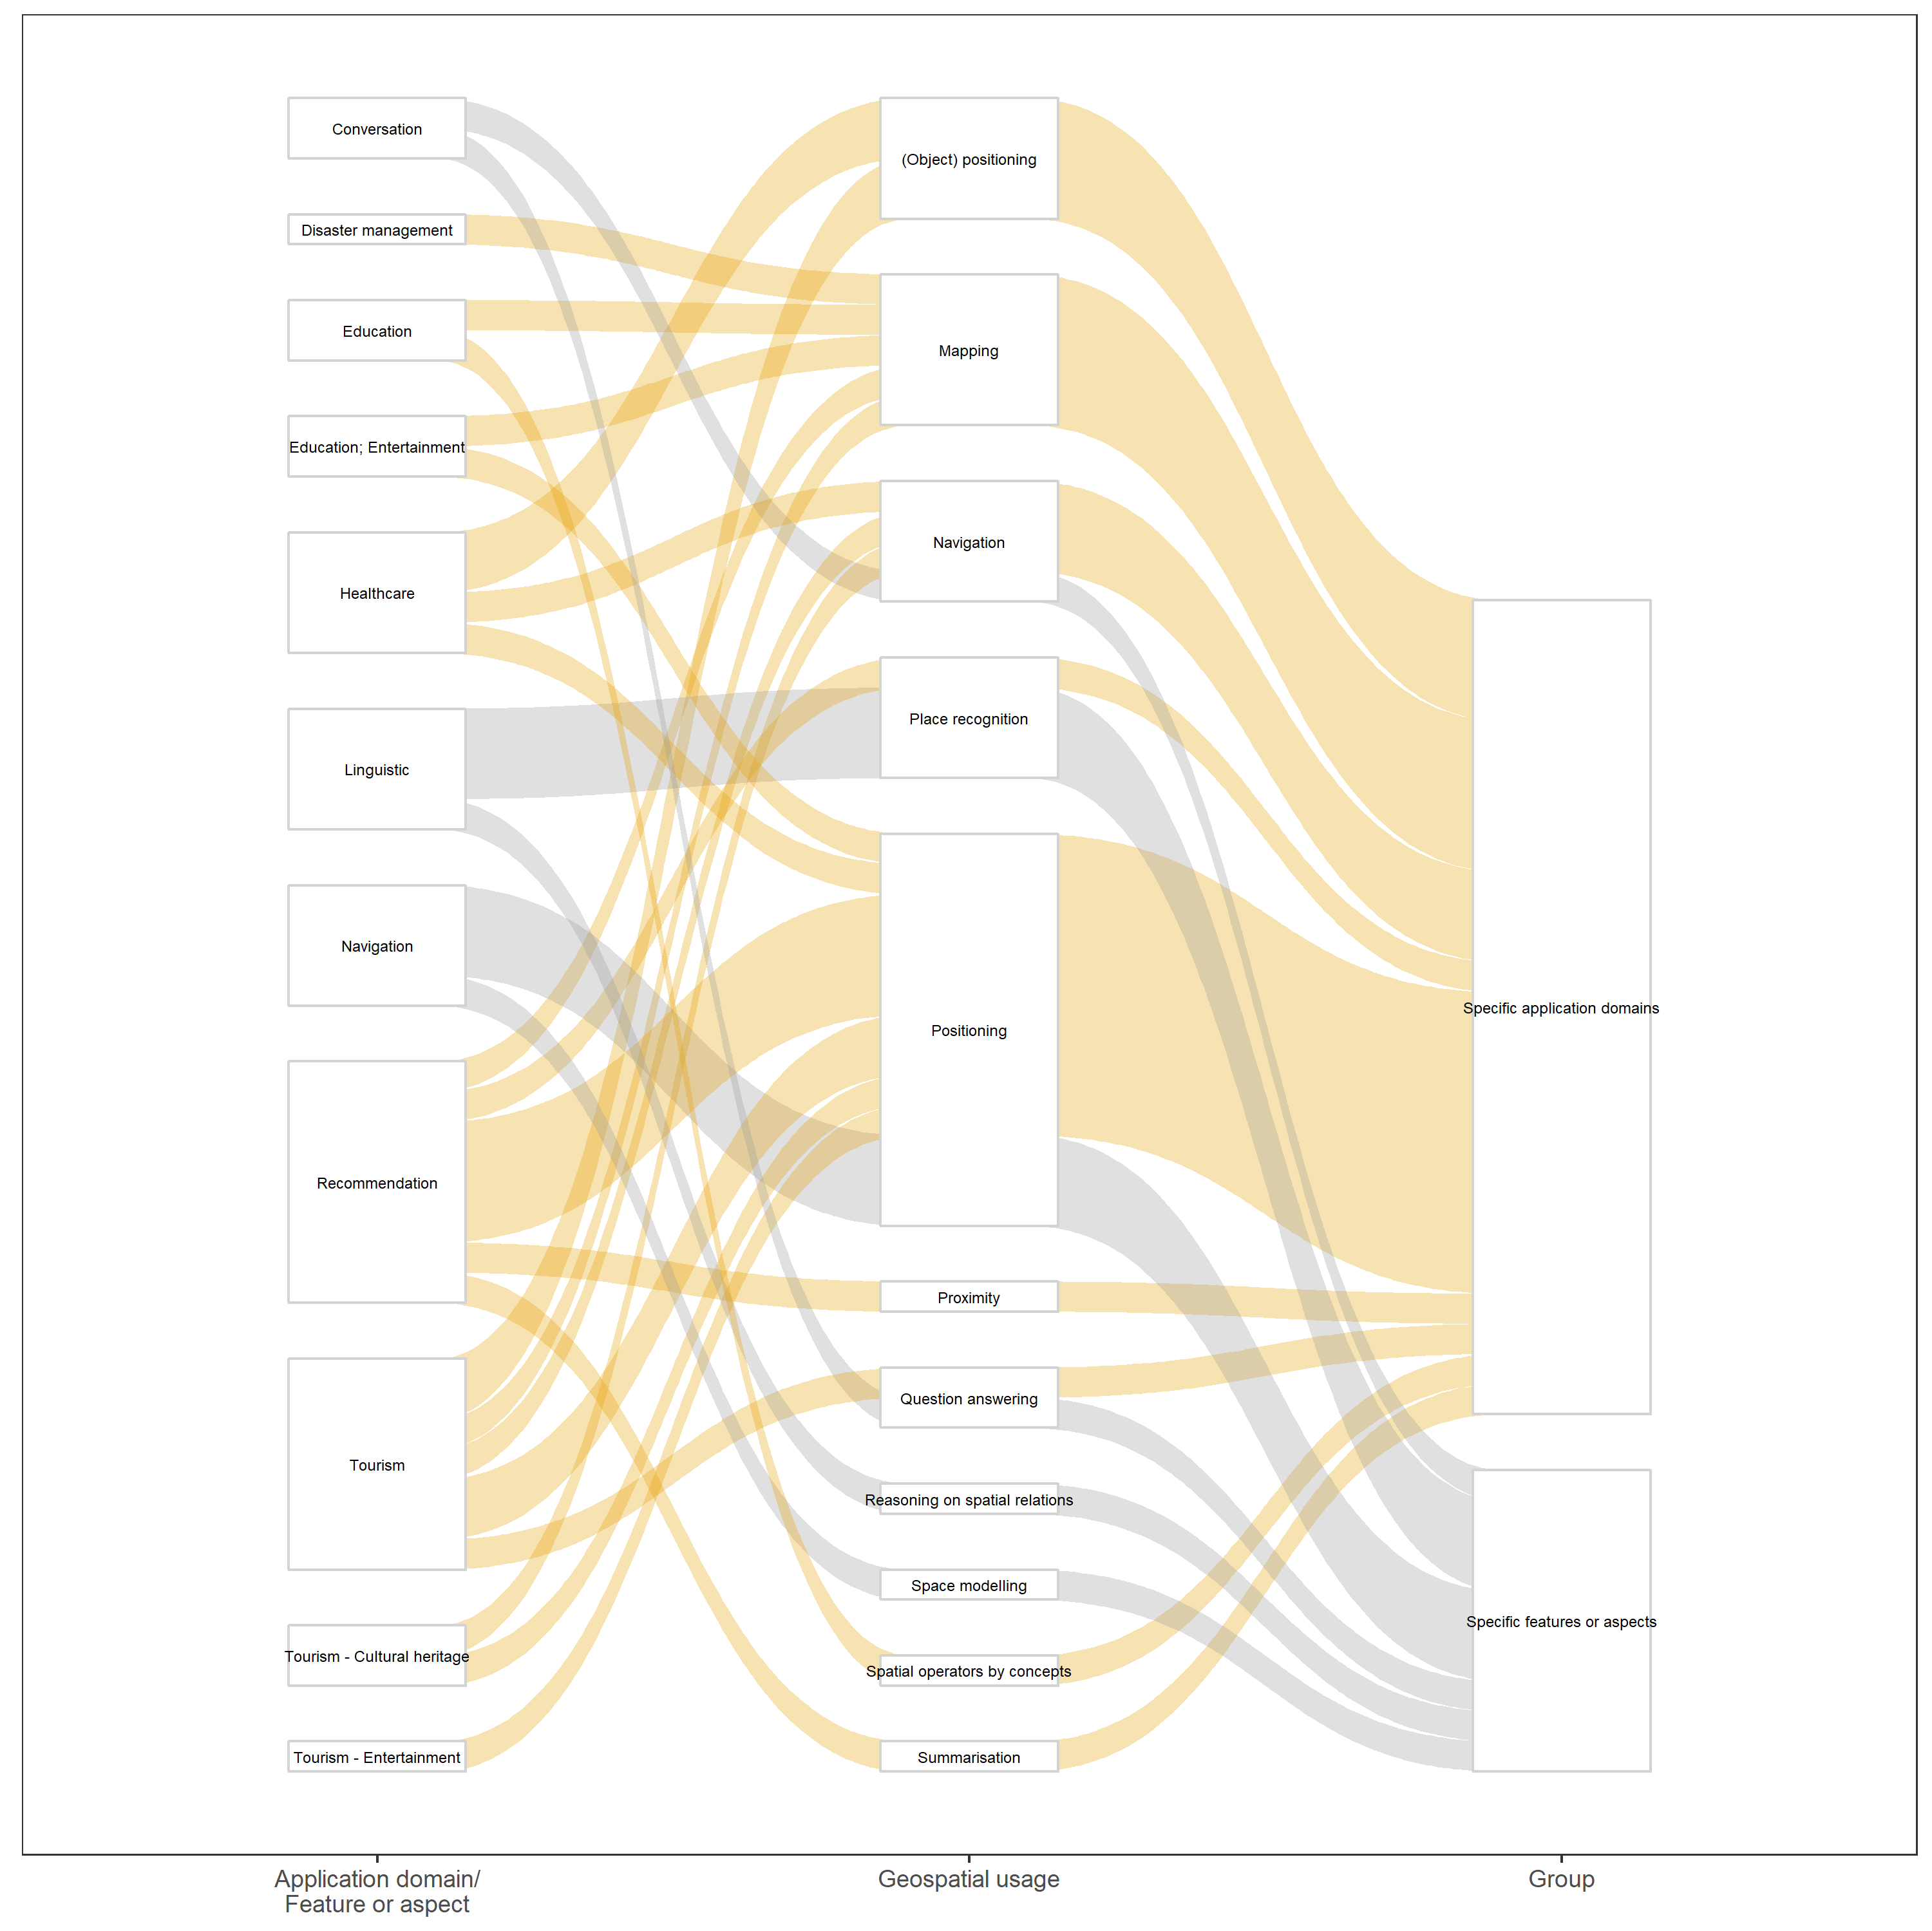 Conversation
Disaster management
Education
Education; Entertainment
Healthcare
Linguistic
Navigation
Recommendation
Tourism
Tourism - Cultural heritage
Tourism - Entertainment
(Object) positioning
Mapping
Navigation
Place recognition
Positioning
Proximity
Question answering
Reasoning on spatial relations
Space modelling
Spatial operators by concepts
Summarisation
Specific application domains
Specific features or aspects
Application domain/
Feature or aspect
Geospatial usage
Group